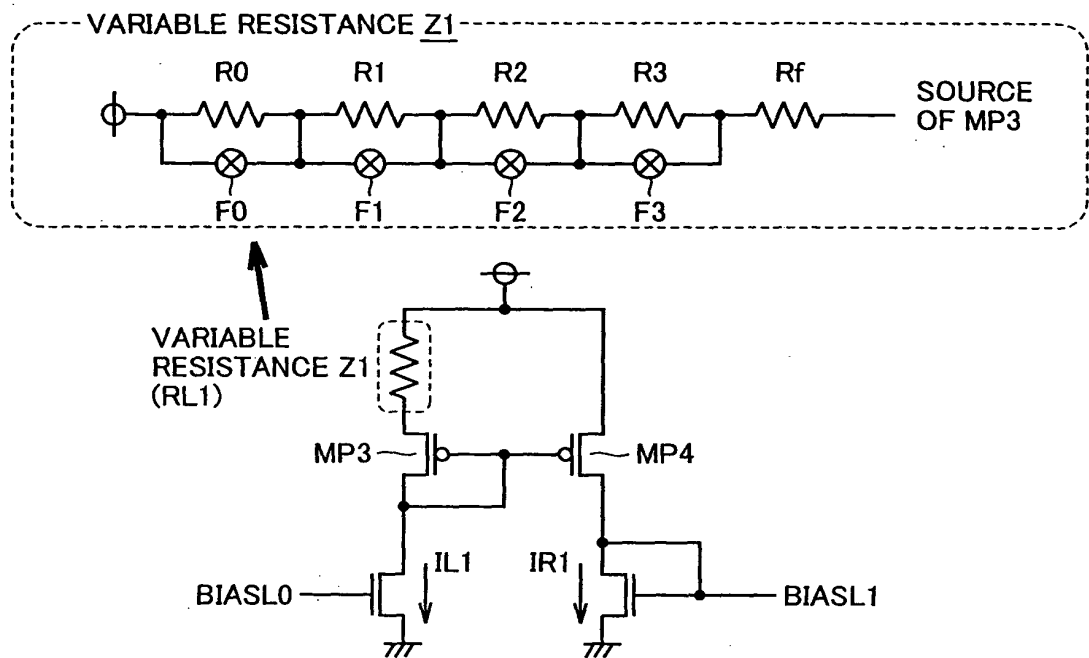 VARIABLE RESISTANCE Z1
R0
R1
R2
R3
Rf
SOURCE
OF MP3
F0
F1
F2
F3
VARIABLE
RESISTANCE Z1
(RL1)
MP3
MP4
IL1
IR1
BIASL0
BIASL1